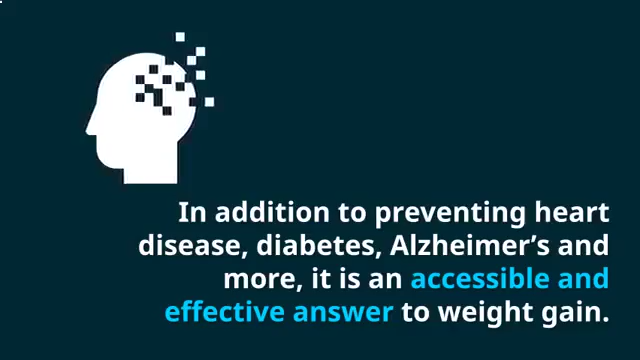 In addition to preventing heart
disease, diabetes, Alzheimer’s and
more, it is an accessible and
effective answer to weight gain.